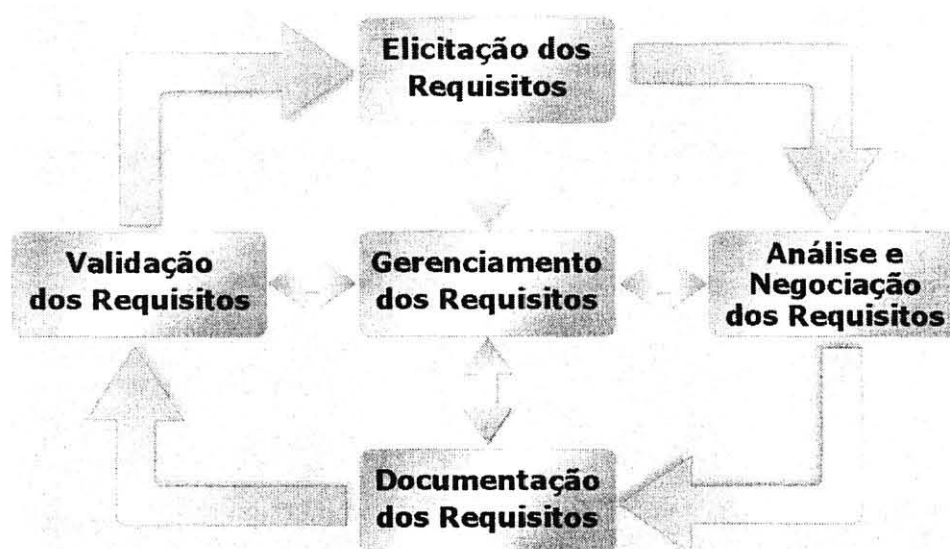 Elicitação dos
Requisitos
Validação
dos Requisitos
Gerenciamento
dos Requisitos
Análise e
Negociação
dos Requisitos
Documentação
dos Requisitos